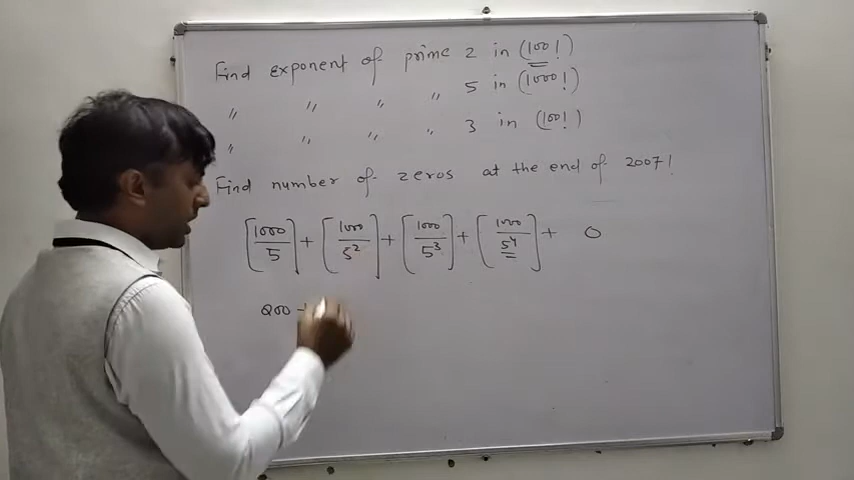 Find exponent of prime 2 in (100!)
" " " " 5 in (1000!)
" " " " 3 in (100!)
Find number of zeros at the end of 2007!
[1000/5] + [1000/5²] + [1000/5³] + [1000/5⁴] + 0
200 +